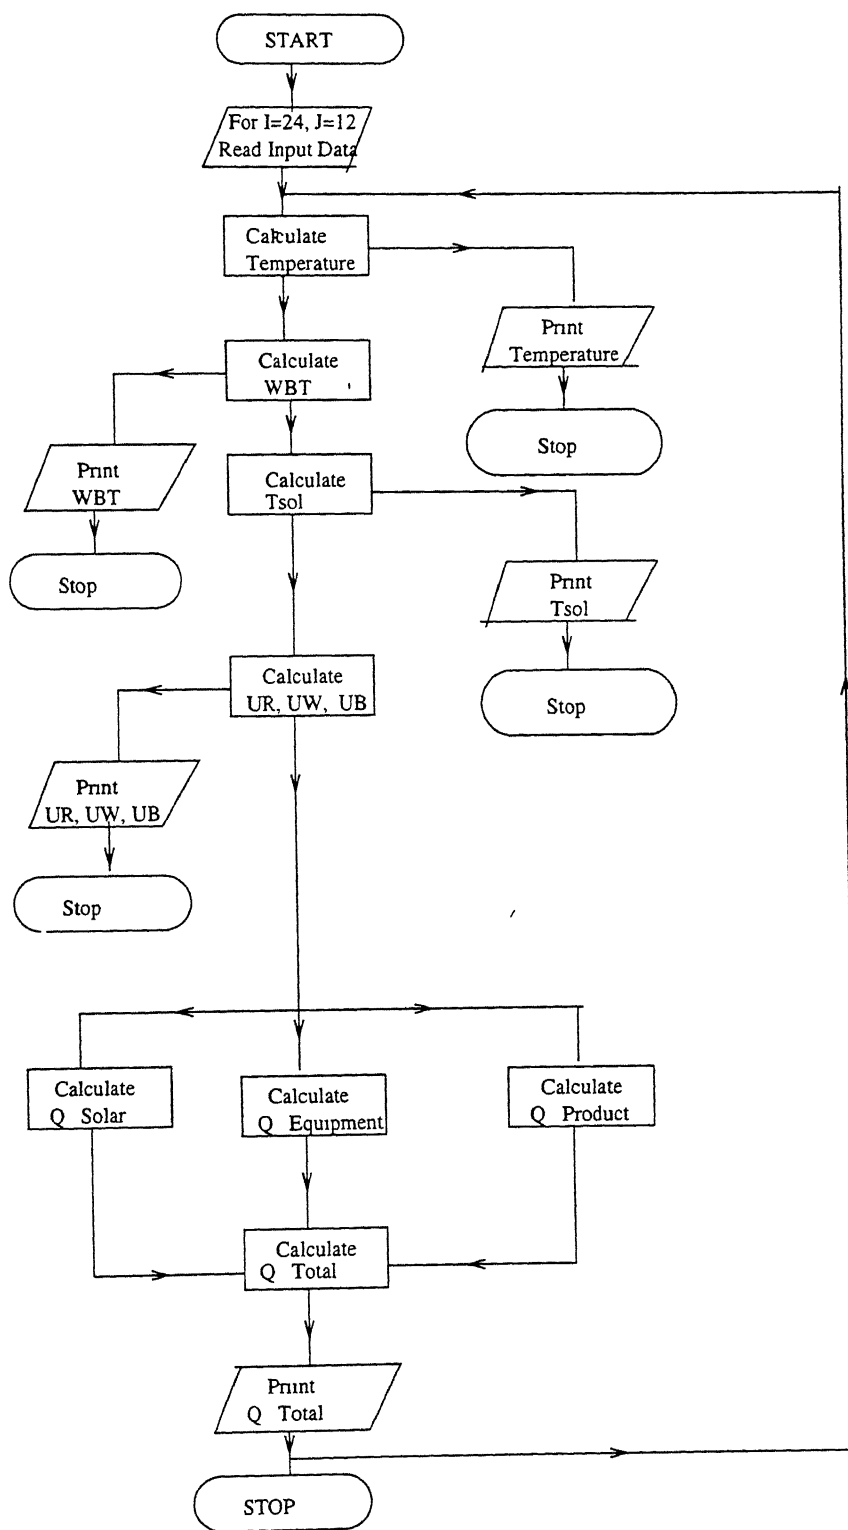 START
For I=24, J=12
Read Input Data
Calculate
Temperature
Print
Temperature
Stop
Calculate
WBT
Print
WBT
Stop
Calculate
Tsol
Print
Tsol
Stop
Calculate
UR, UW, UB
Print
UR, UW, UB
Stop
Calculate
Q Solar
Calculate
Q Equipment
Calculate
Q Product
Calculate
Q Total
Print
Q Total
STOP